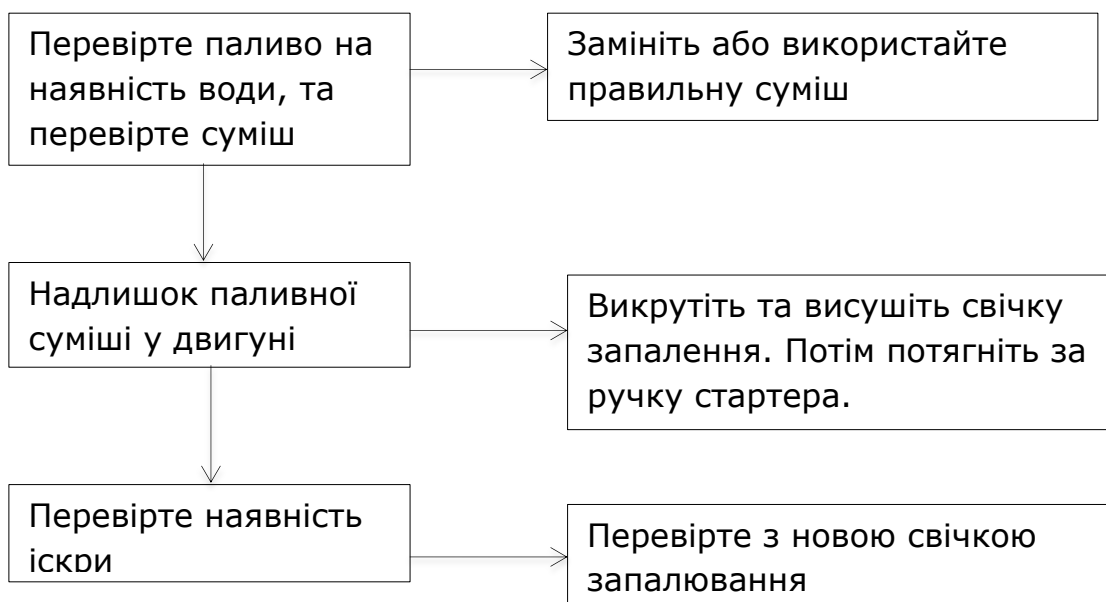 Перевірте паливо на
наявність води, та
перевірте суміш
Замініть або використайте
правильну суміш
Надлишок паливної
суміші у двигуні
Викрутіть та висушіть свічку
запалення. Потім потягніть за
ручку стартера.
Перевірте наявність
іскри
Перевірте з новою свічкою
запалювання